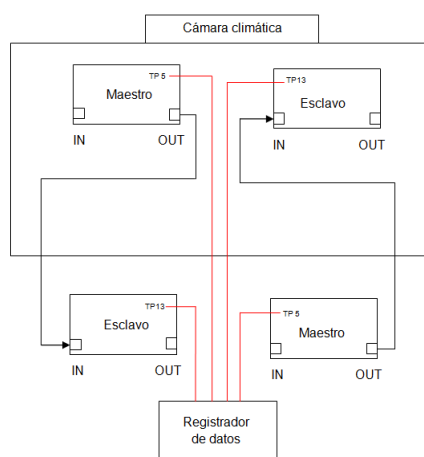 Cámara climática
TP 5
Maestro
IN
OUT
TP13
Esclavo
IN
OUT
TP13
Esclavo
IN
OUT
TP 5
Maestro
IN
OUT
Registrador
de datos